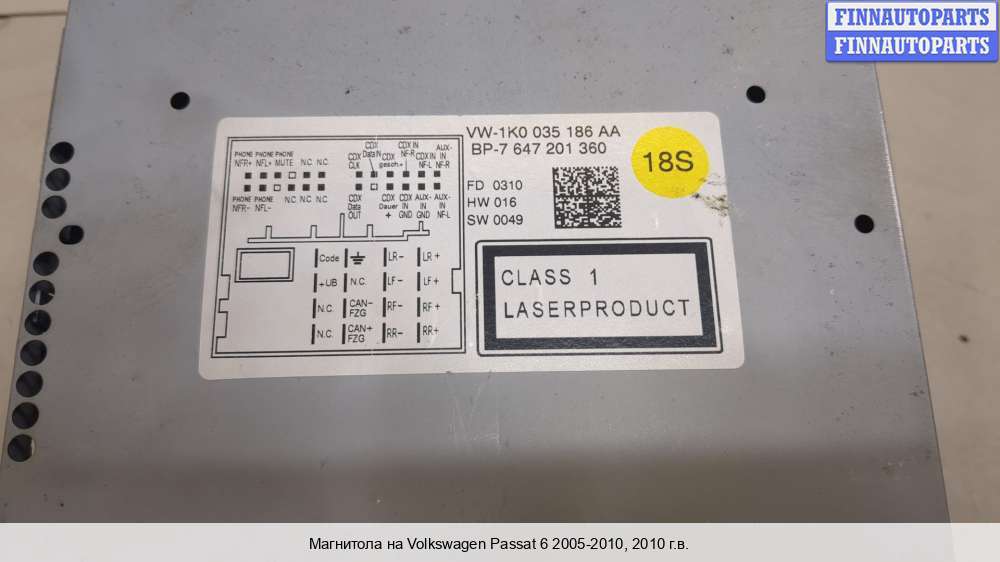 FINNAUTOPARTS
FINNAUTOPARTS
VW-1K0 035 186 AA
BP-7 647 201 360
18S
FD 0310
HW 016
SW 0049
PHONE NFR+
PHONE NFL+
PHONE MUTE
N.C. N.C.
CDX CLK
CDX Data IN
CDX gesch.+
CDX IN NF-R
CDX IN NF-L
AUX-IN NF-R
PHONE NFR-
PHONE NFL-
N.C. N.C. N.C.
CDX Data OUT
CDX Dauer +
CDX IN GND
AUX-IN GND
AUX-IN NF-L
Code LR- LR+
+UB N.C. LF- LF+
N.C. CAN- FZG RF- RF+
N.C. CAN+ FZG RR- RR+
CLASS 1
LASERPRODUCT
Магнитола на Volkswagen Passat 6 2005-2010, 2010 г.в.